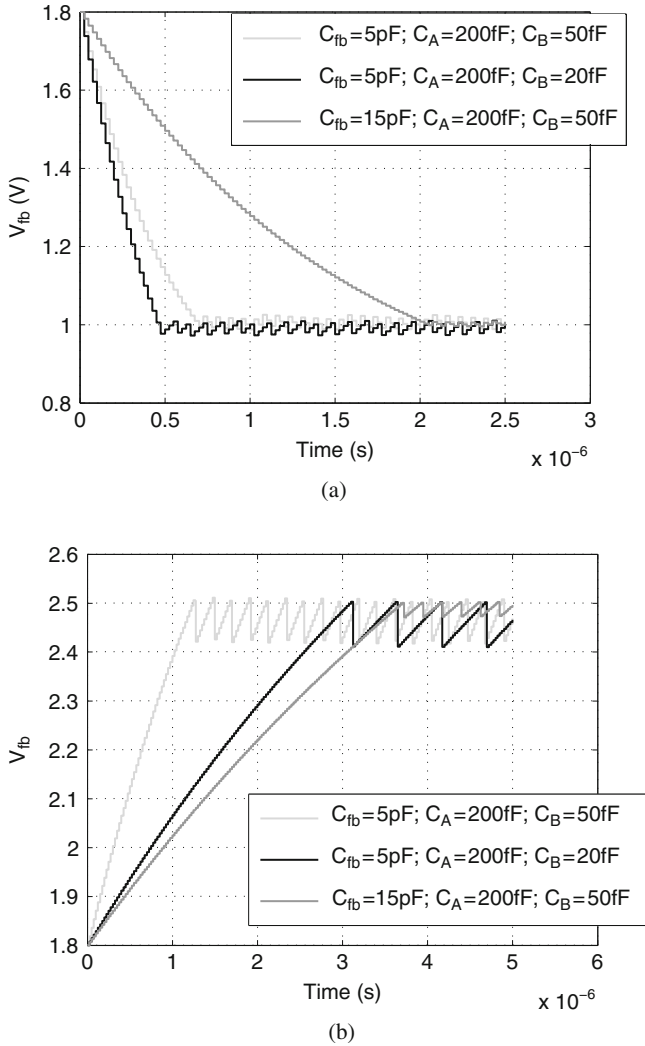 1.8
1.6
1.4
1.2
1
0.8
V_fb (V)
C_fb=5pF; C_A=200fF; C_B=50fF
C_fb=5pF; C_A=200fF; C_B=20fF
C_fb=15pF; C_A=200fF; C_B=50fF
0 0.5 1 1.5 2 2.5 3
Time (s)
x 10^−6
(a)
2.6
2.5
2.4
2.3
2.2
2.1
2
1.9
1.8
V_fb
C_fb=5pF; C_A=200fF; C_B=50fF
C_fb=5pF; C_A=200fF; C_B=20fF
C_fb=15pF; C_A=200fF; C_B=50fF
0 1 2 3 4 5 6
Time (s)
x 10^−6
(b)